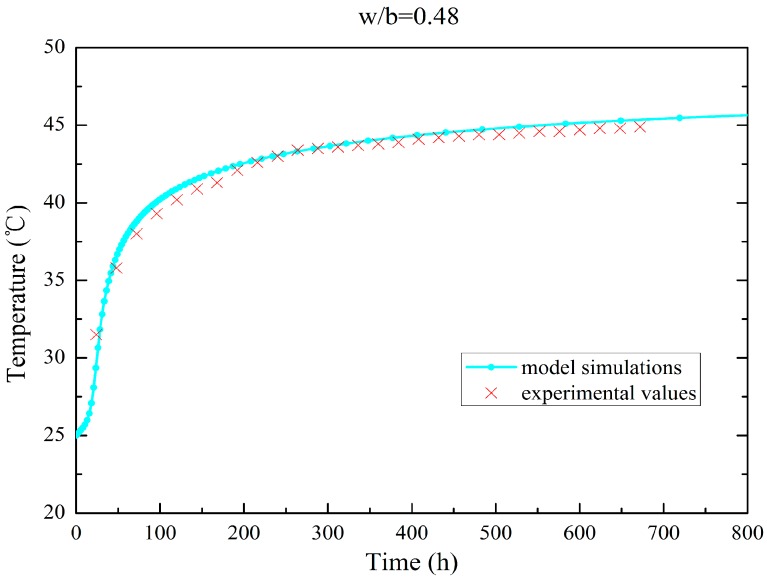 w/b=0.48
50
45
40
35
30
25
20
Temperature (℃)
0 100 200 300 400 500 600 700 800
Time (h)
model simulations
experimental values